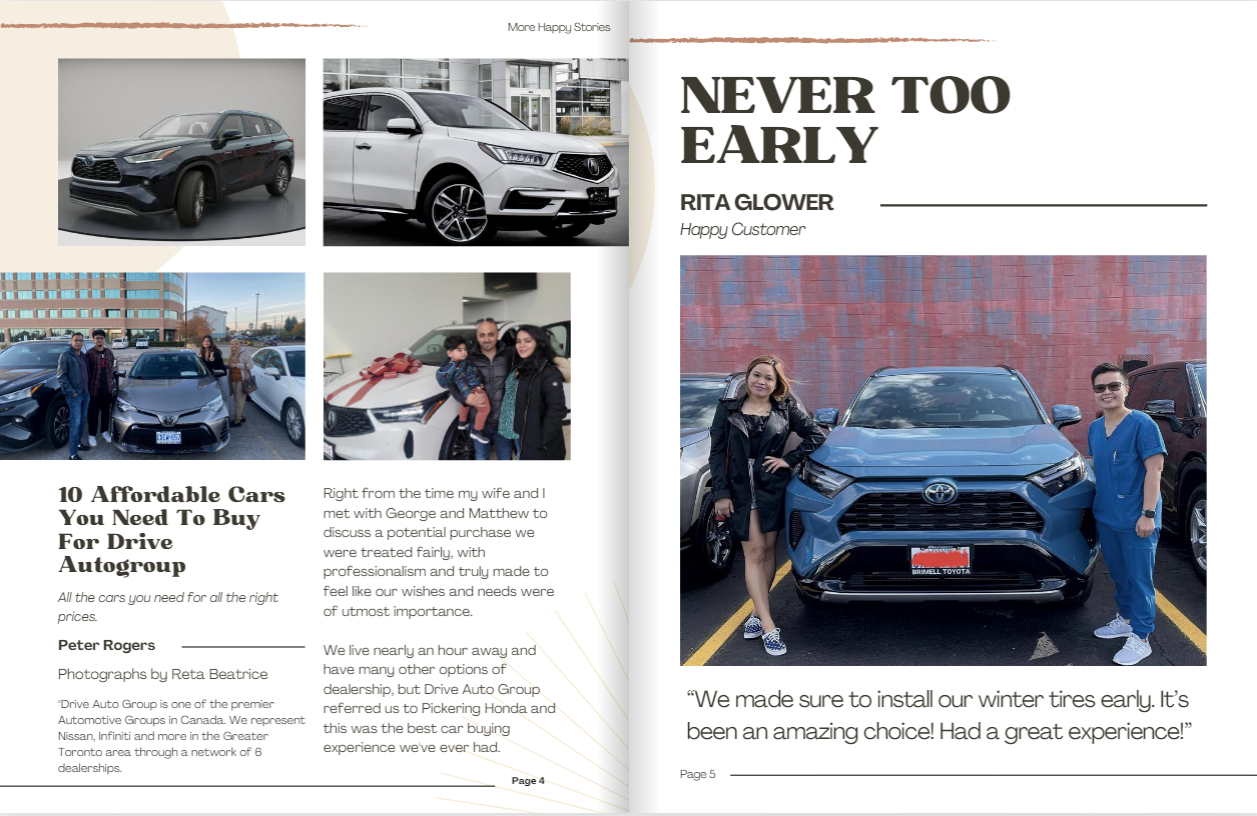 More Happy Stories
10 Affordable Cars
You Need To Buy
For Drive
Autogroup
All the cars you need for all the right
prices.
Peter Rogers
Photographs by Reta Beatrice
"Drive Auto Group is one of the premier
Automotive Groups in Canada. We represent
Nissan, Infiniti and more in the Greater
Toronto area through a network of 6
dealerships.
Right from the time my wife and I
met with George and Matthew to
discuss a potential purchase we
were treated fairly, with
professionalism and truly made to
feel like our wishes and needs were
of utmost importance.
We live nearly an hour away and
have many other options of
dealership, but Drive Auto Group
referred us to Pickering Honda and
this was the best car buying
experience we've ever had.
Page 4
NEVER TOO
EARLY
RITA GLOWER
Happy Customer
BRIMELL TOYOTA
“We made sure to install our winter tires early. It’s
been an amazing choice! Had a great experience!”
Page 5